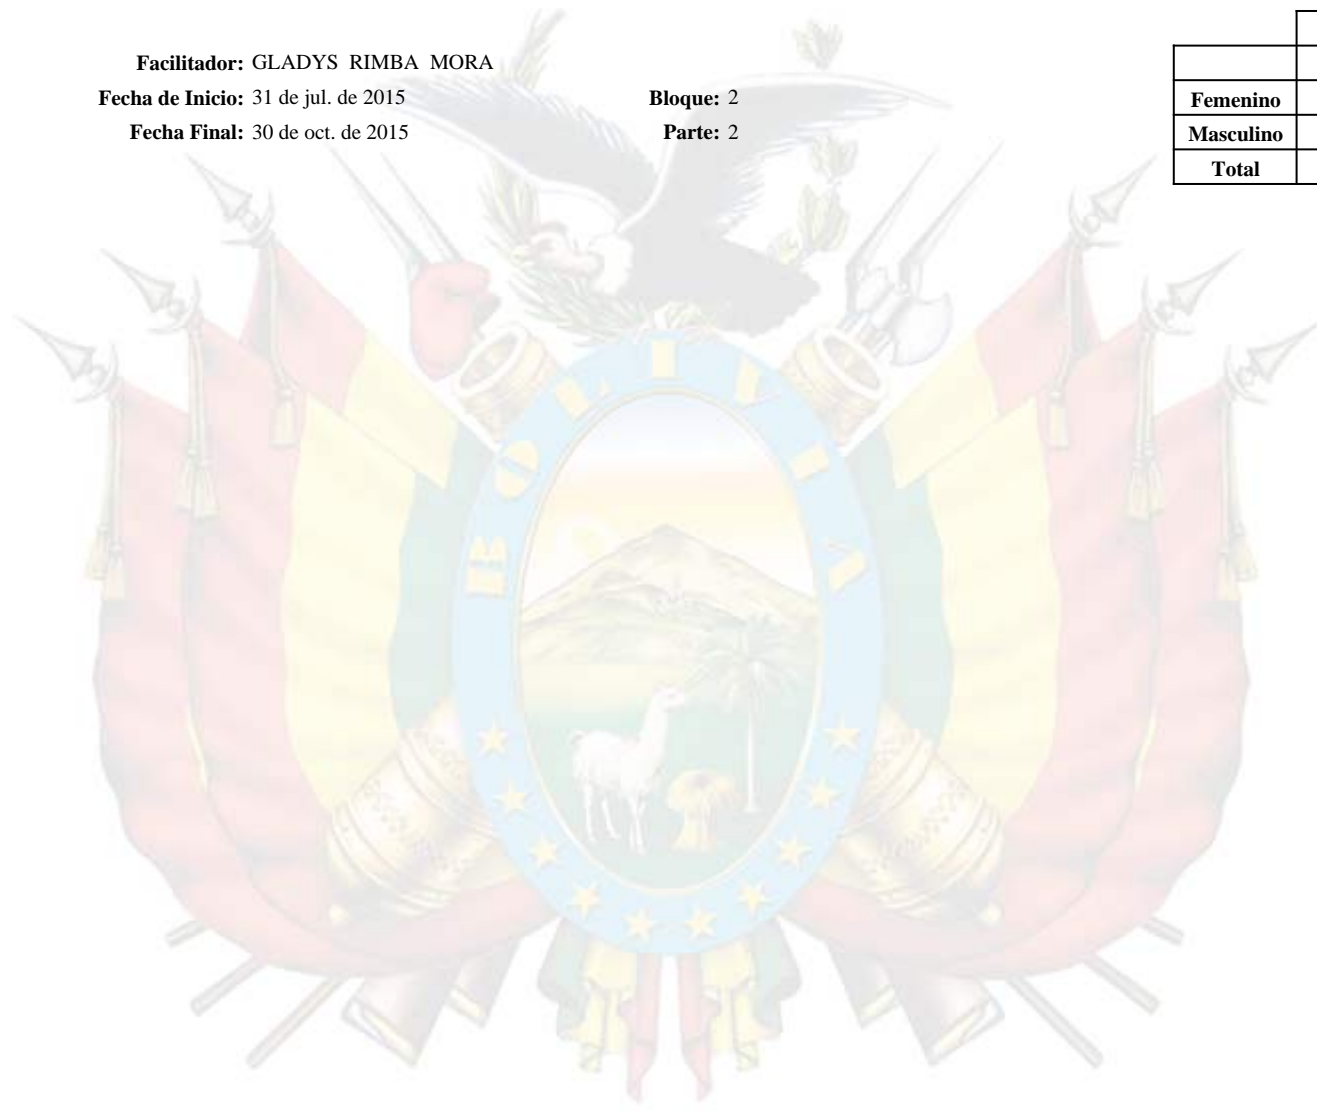 Facilitador: GLADYS RIMBA MORA
Fecha de Inicio: 31 de jul. de 2015 Bloque: 2
Fecha Final: 30 de oct. de 2015 Parte: 2
Femenino
Masculino
Total
BOLIVIA